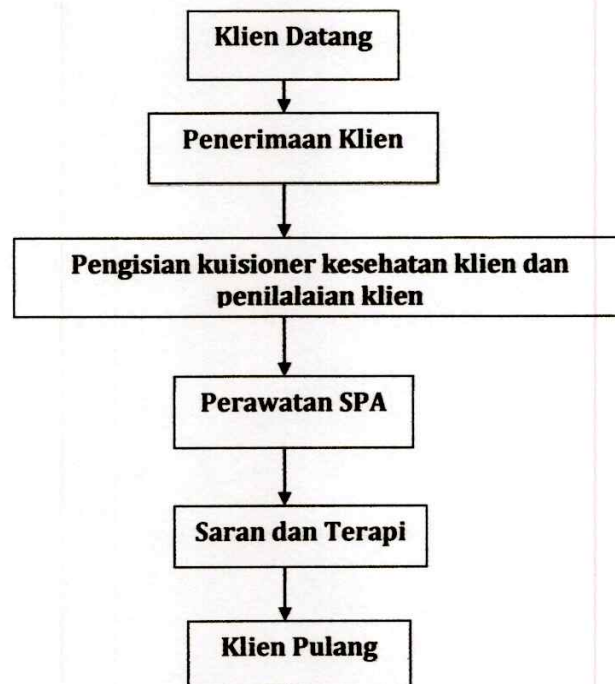 Klien Datang
Penerimaan Klien
Pengisian kuisioner kesehatan klien dan
penilalaian klien
Perawatan SPA
Saran dan Terapi
Klien Pulang